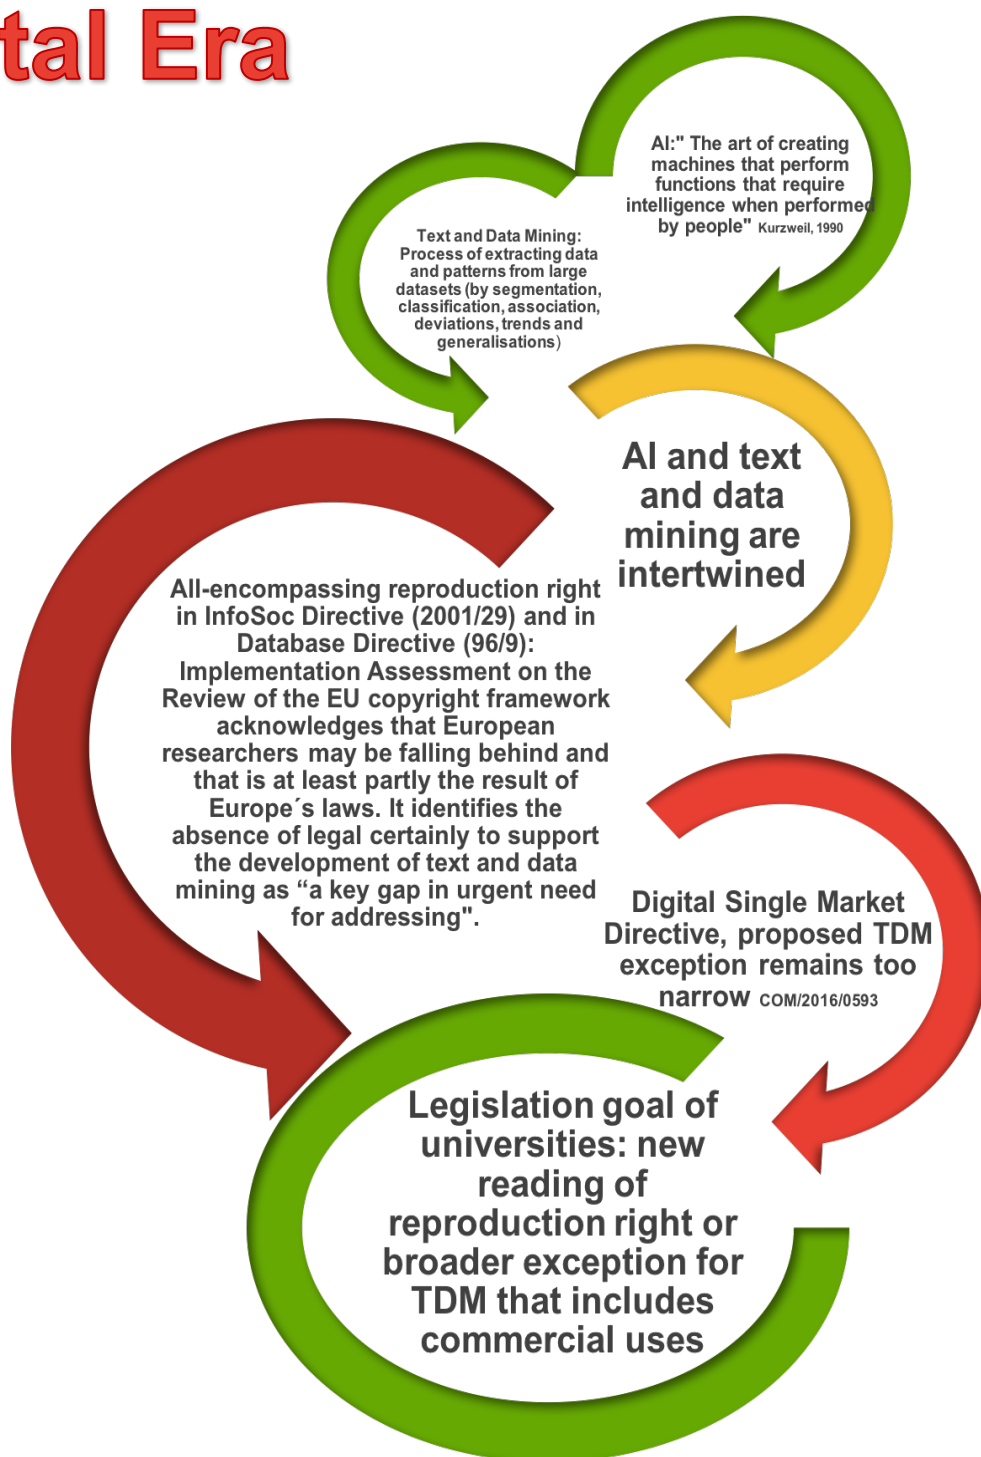 tal Era
AI:" The art of creating
machines that perform
functions that require
intelligence when performed
by people" Kurzweil, 1990
Text and Data Mining:
Process of extracting data
and patterns from large
datasets (by segmentation,
classification, association,
deviations, trends and
generalisations)
AI and text
and data
mining are
intertwined
All-encompassing reproduction right
in InfoSoc Directive (2001/29) and in
Database Directive (96/9):
Implementation Assessment on the
Review of the EU copyright framework
acknowledges that European
researchers may be falling behind and
that is at least partly the result of
Europe´s laws. It identifies the
absence of legal certainly to support
the development of text and data
mining as “a key gap in urgent need
for addressing".
Digital Single Market
Directive, proposed TDM
exception remains too
narrow COM/2016/0593
Legislation goal of
universities: new
reading of
reproduction right or
broader exception for
TDM that includes
commercial uses